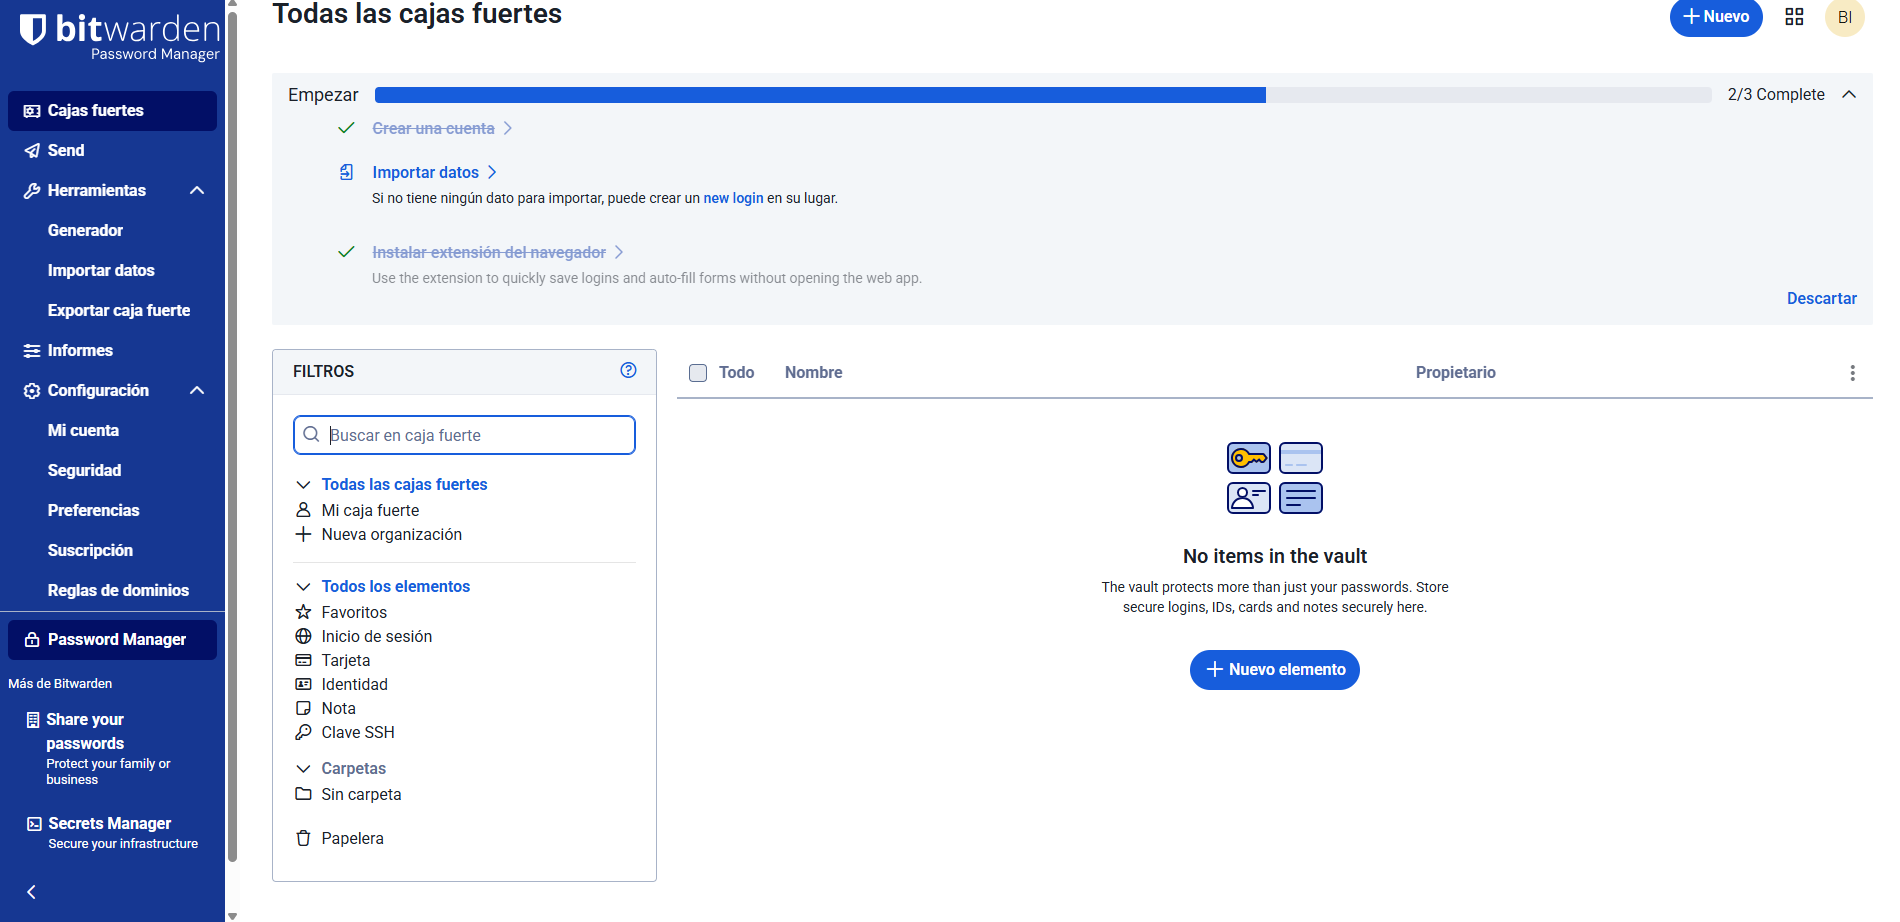 bitwarden
Password Manager
Cajas fuertes
Send
Herramientas
Generador
Importar datos
Exportar caja fuerte
Informes
Configuración
Mi cuenta
Seguridad
Preferencias
Suscripción
Reglas de dominios
Password Manager
Más de Bitwarden
Share your
passwords
Protect your family or
business
Secrets Manager
Secure your infrastructure
Todas las cajas fuertes
Nuevo
BI
Empezar
2/3 Complete
Crear una cuenta
Importar datos
Si no tiene ningún dato para importar, puede crear un new login en su lugar.
Instalar extensión del navegador
Use the extension to quickly save logins and auto-fill forms without opening the web app.
Descartar
FILTROS
Buscar en caja fuerte
Todas las cajas fuertes
Mi caja fuerte
Nueva organización
Todos los elementos
Favoritos
Inicio de sesión
Tarjeta
Identidad
Nota
Clave SSH
Carpetas
Sin carpeta
Papelera
Todo Nombre Propietario
No items in the vault
The vault protects more than just your passwords. Store
secure logins, IDs, cards and notes securely here.
Nuevo elemento